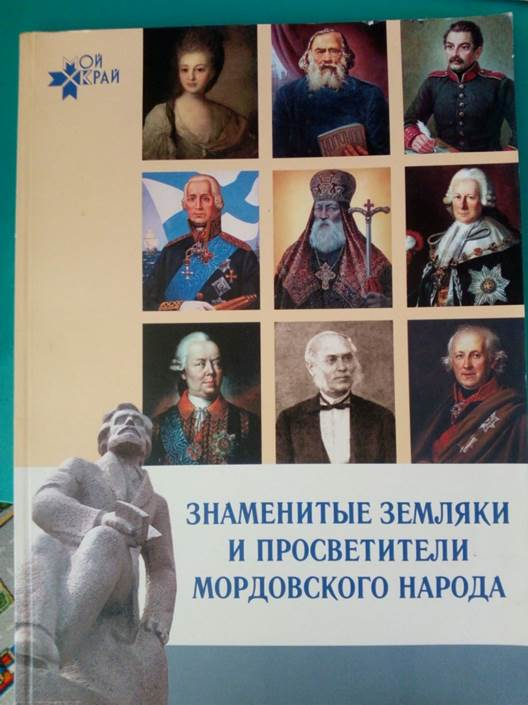 МОЙ
КРАЙ
ЗНАМЕНИТЫЕ ЗЕМЛЯКИ
И ПРОСВЕТИТЕЛИ
МОРДОВСКОГО НАРОДА